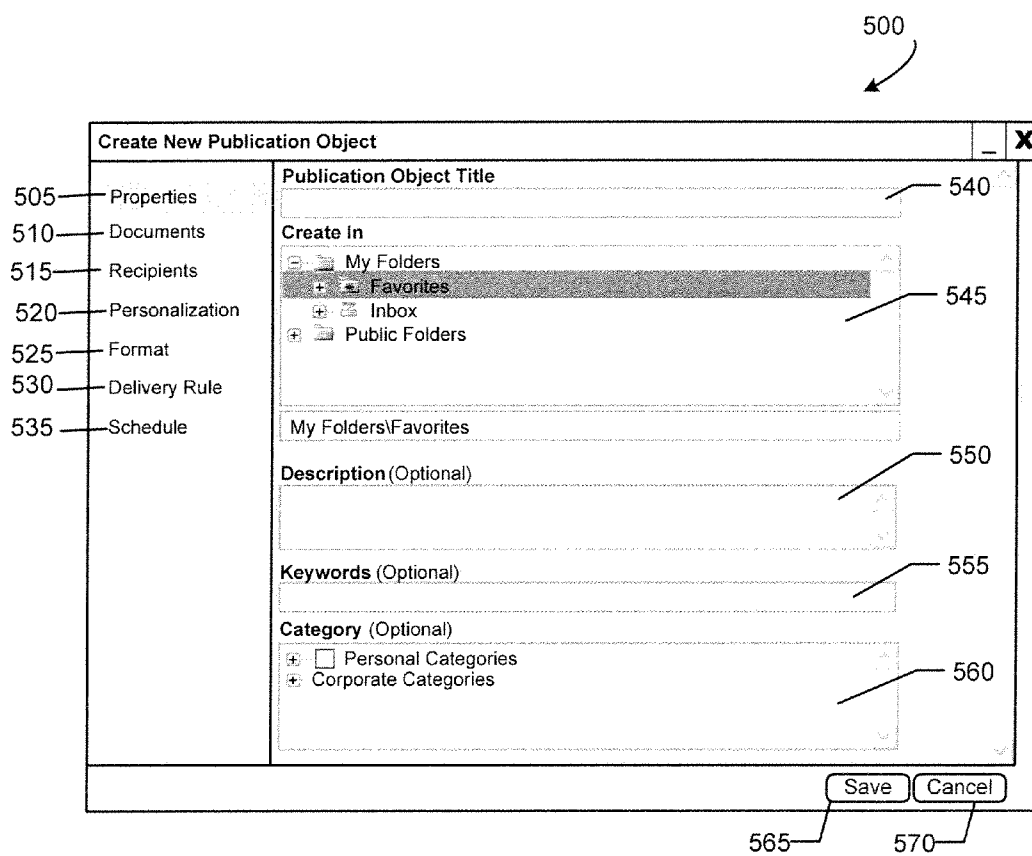 500
Create New Publication Object
_ X
505 Properties
510 Documents
515 Recipients
520 Personalization
525 Format
530 Delivery Rule
535 Schedule
Publication Object Title
540
Create in
My Folders
Favorites
Inbox
Public Folders
545
My Folders\Favorites
Description (Optional)
550
Keywords (Optional)
555
Category (Optional)
Personal Categories
Corporate Categories
560
Save Cancel
565 570